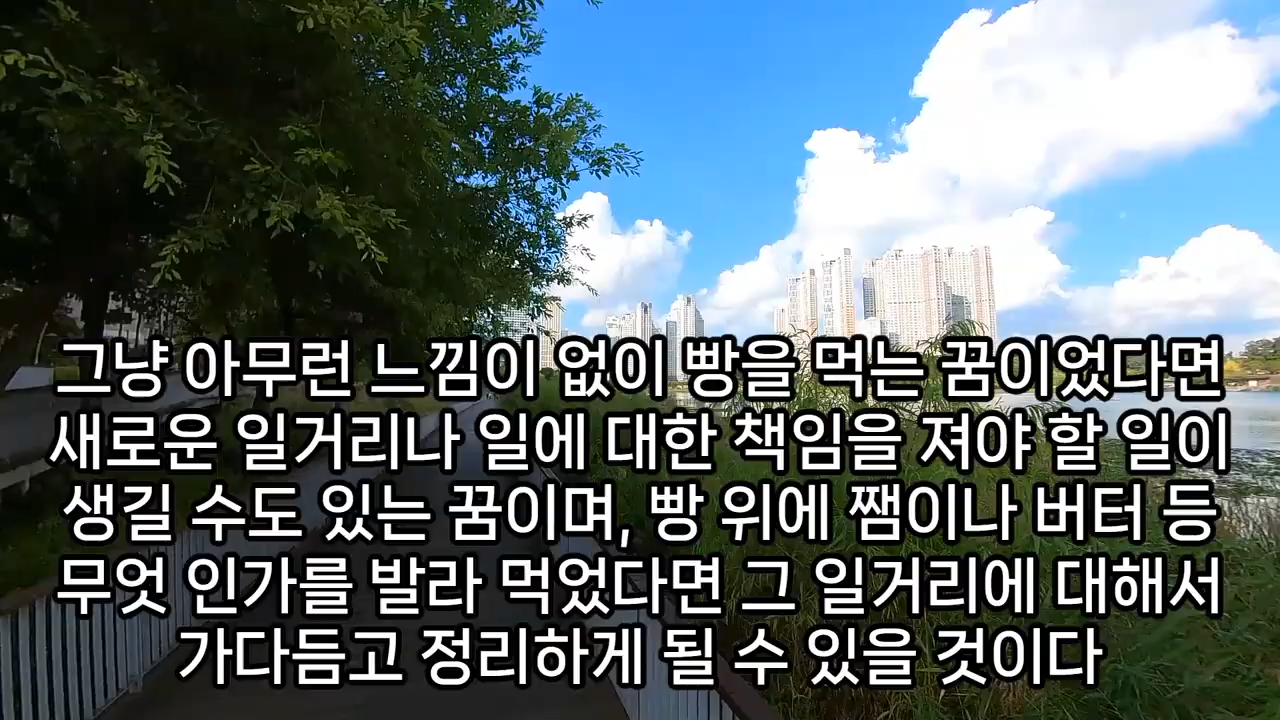 그냥 아무런 느낌이 없이 빵을 먹는 꿈이었다면
새로운 일거리나 일에 대한 책임을 져야 할 일이
생길 수도 있는 꿈이며, 빵 위에 쨈이나 버터 등
무엇 인가를 발라 먹었다면 그 일거리에 대해서
가다듬고 정리하게 될 수 있을 것이다